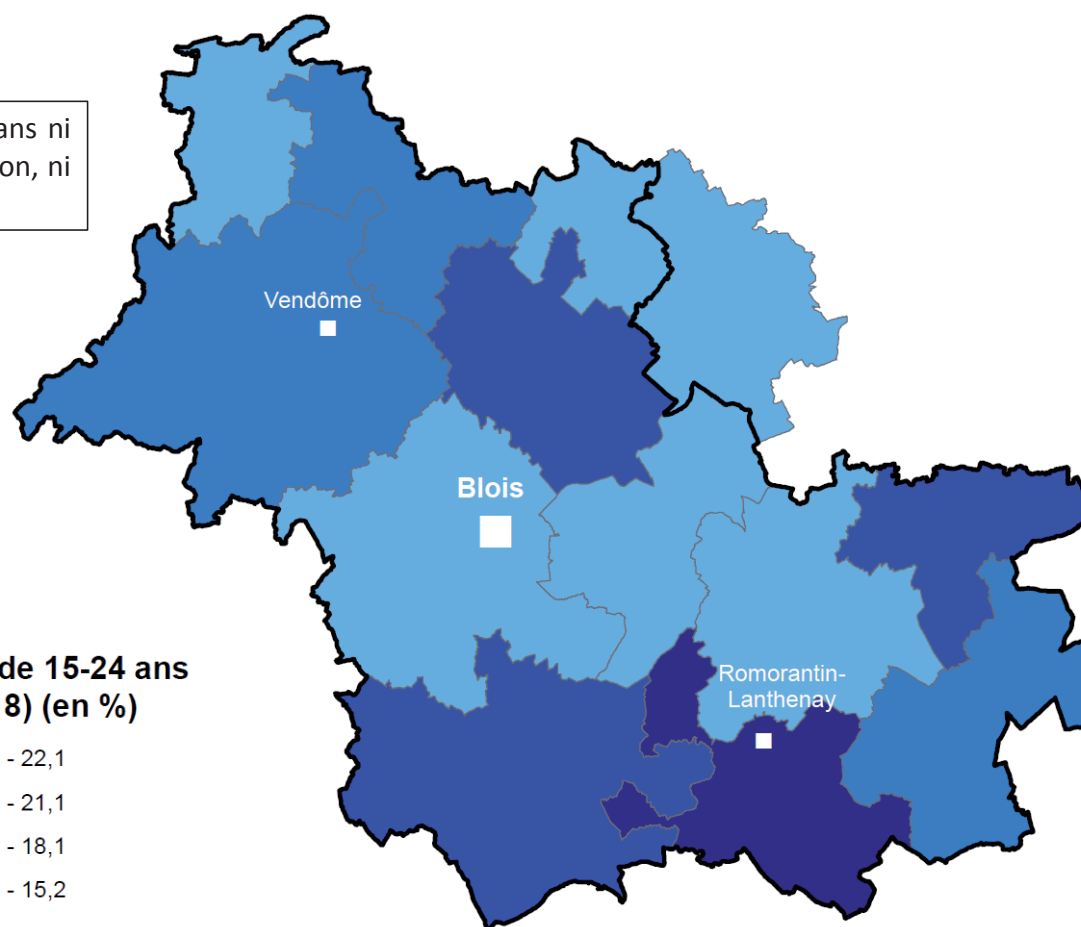 ans ni
on, ni
Vendôme
Blois
Romorantin-
Lanthenay
de 15-24 ans
8) (en %)
- 22,1
- 21,1
- 18,1
- 15,2